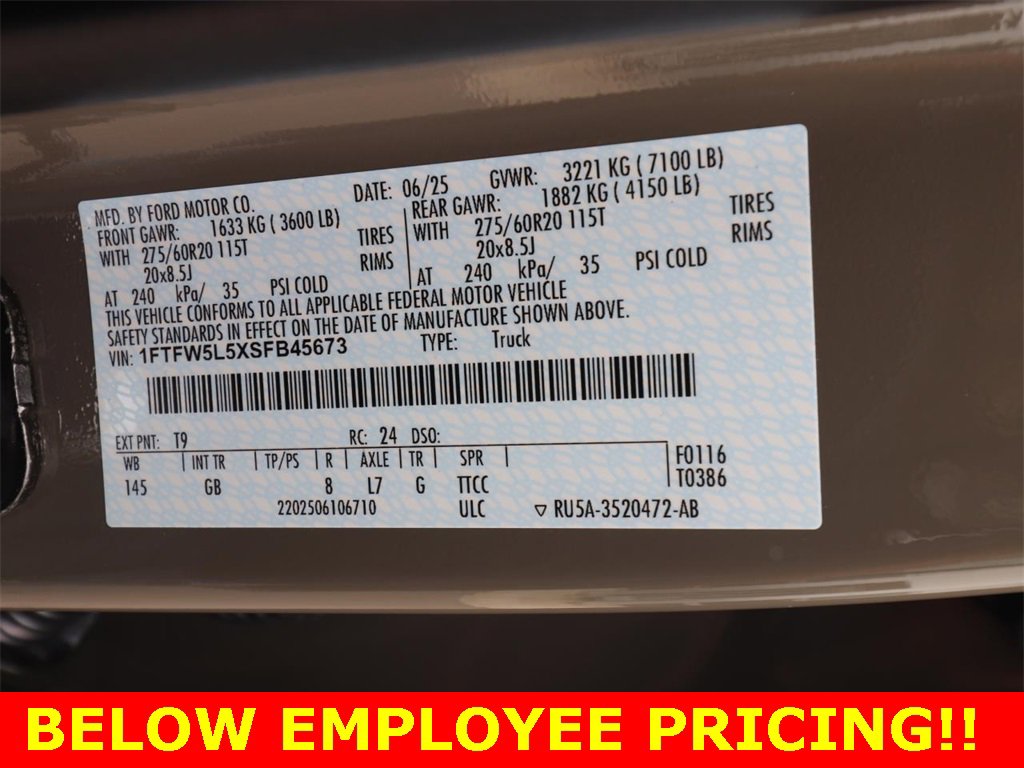 MFD. BY FORD MOTOR CO. DATE: 06/25 GVWR: 3221 KG ( 7100 LB)
FRONT GAWR: 1633 KG ( 3600 LB) REAR GAWR: 1882 KG ( 4150 LB)
WITH 275/60R20 115T TIRES WITH 275/60R20 115T TIRES
20x8.5J RIMS 20x8.5J RIMS
AT 240 kPa/ 35 PSI COLD AT 240 kPa/ 35 PSI COLD
THIS VEHICLE CONFORMS TO ALL APPLICABLE FEDERAL MOTOR VEHICLE
SAFETY STANDARDS IN EFFECT ON THE DATE OF MANUFACTURE SHOWN ABOVE.
VIN: 1FTFW5L5XSFB45673 TYPE: Truck
EXT PNT: T9 RC: 24 DSO:
WB INT TR TP/PS R AXLE TR SPR F0116
145 GB 8 L7 G TTCC T0386
2202506106710 ULC ▽ RU5A-3520472-AB
BELOW EMPLOYEE PRICING!!